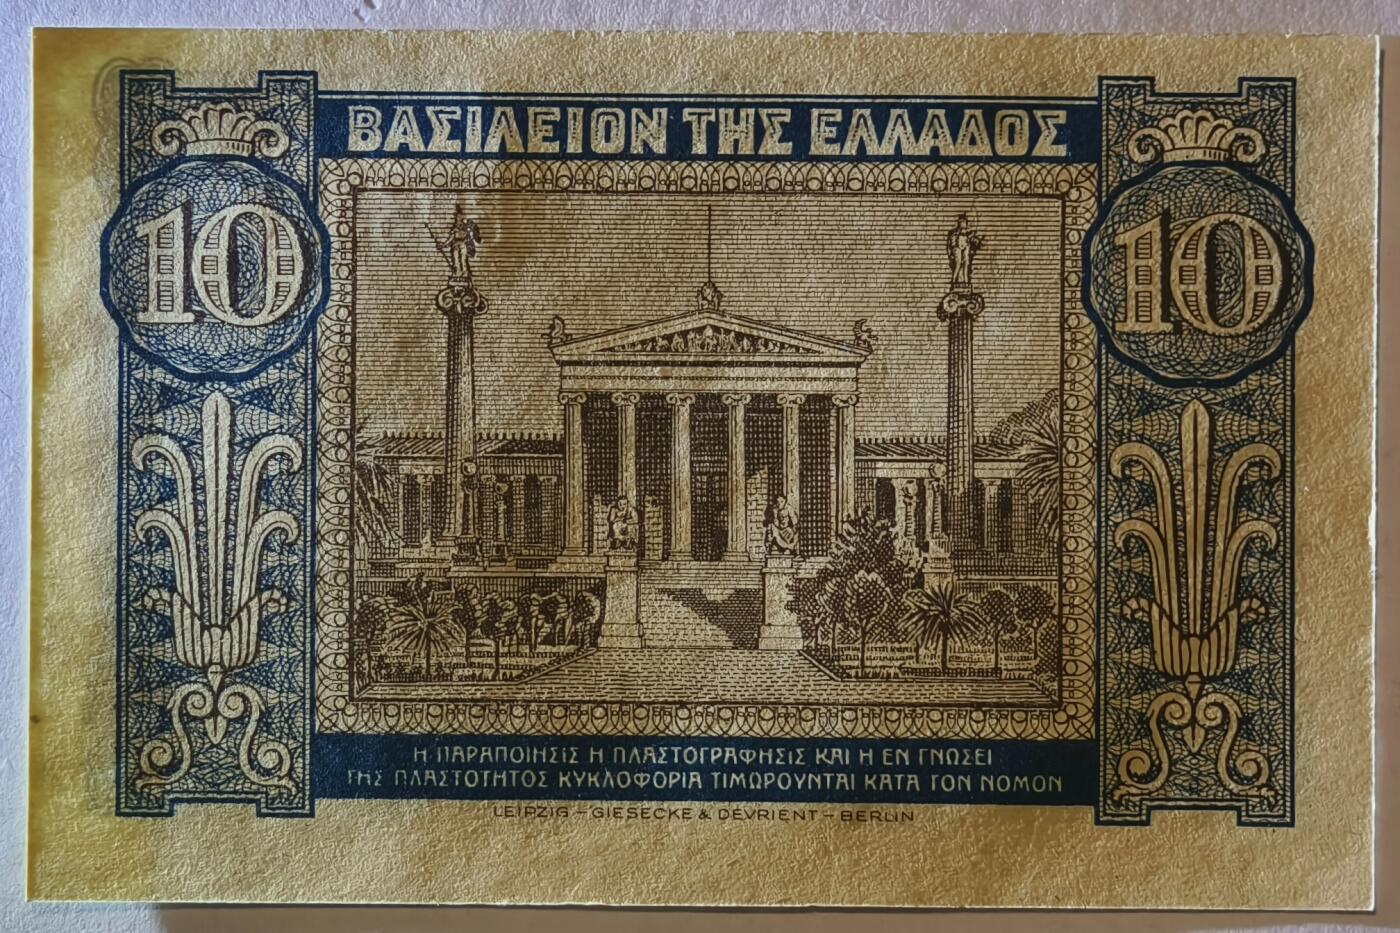 ΒΑΣΙΛΕΙΟΝ ΤΗΣ ΕΛΛΑΔΟΣ
10
10
Η ΠΑΡΑΠΟΙΗΣΙΣ Η ΠΛΑΣΤΟΓΡΑΦΗΣΙΣ ΚΑΙ Η ΕΝ ΓΝΩΣΕΙ
ΤΗΣ ΠΛΑΣΤΟΤΗΤΟΣ ΚΥΚΛΟΦΟΡΙΑ ΤΙΜΩΡΟΥΝΤΑΙ ΚΑΤΑ ΤΟΝ ΝΟΜΟΝ
LEIPZIG – GIESECKE & DEVRIENT – BERLIN